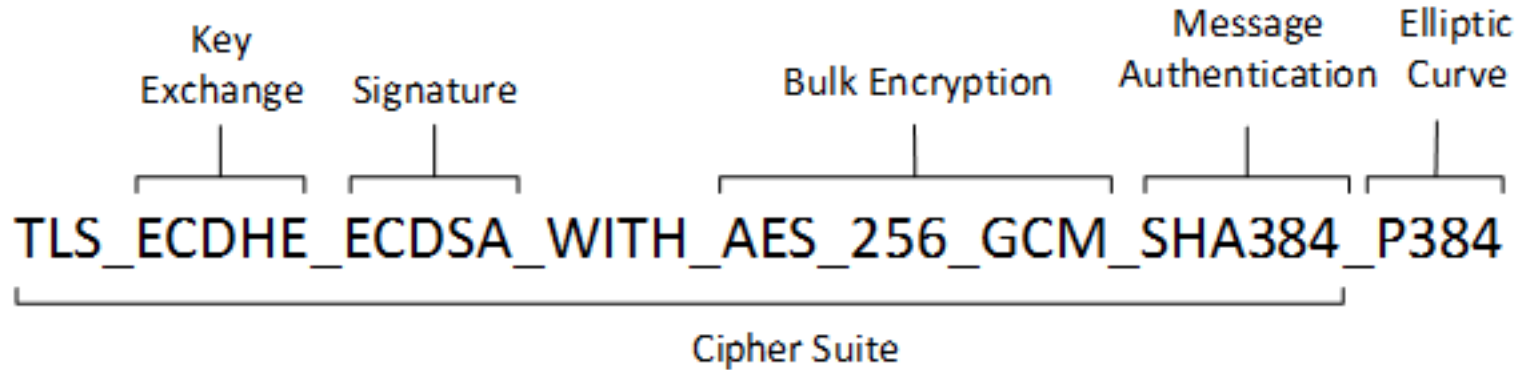 Key
Exchange
Signature
Bulk Encryption
Message
Authentication
Elliptic
Curve
TLS_ECDHE_ECDSA_WITH_AES_256_GCM_SHA384_P384
Cipher Suite